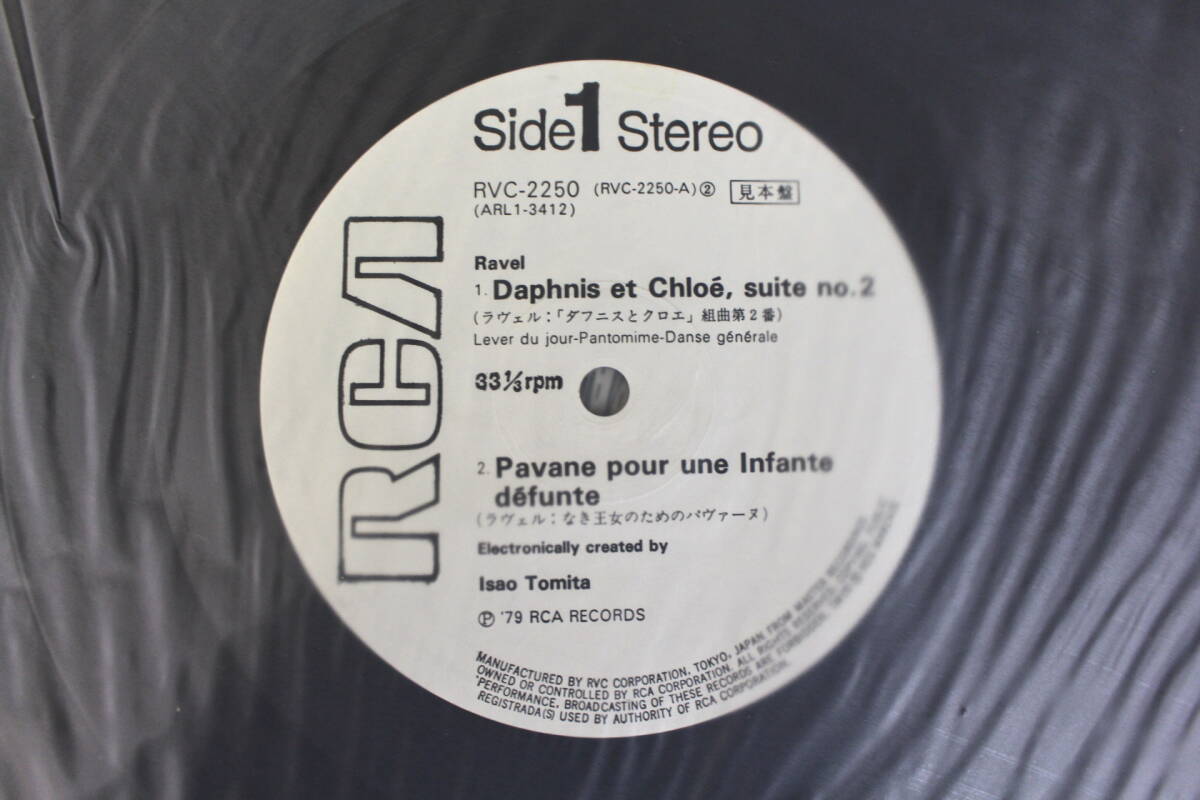 Side 1 Stereo
RVC-2250 (RVC-2250-A)② 見本盤
(ARL1-3412)
RCA
Ravel
1. Daphnis et Chloé, suite no.2
(ラヴェル:「ダフニスとクロエ」組曲第2番)
Lever du jour-Pantomime-Danse générale
33⅓rpm
2. Pavane pour une Infante
défunte
(ラヴェル:なき王女のためのパヴァーヌ)
Electronically created by
Isao Tomita
Ⓟ '79 RCA RECORDS
MANUFACTURED BY RVC CORPORATION, TOKYO, JAPAN FROM MASTER RECORDINGS
OWNED OR CONTROLLED BY RCA CORPORATION. ALL RIGHTS RESERVED.
PERFORMANCE, BROADCASTING OF THESE RECORDS ARE FORBIDDEN.
REGISTRADA(S) USED BY AUTHORITY OF RCA CORPORATION.